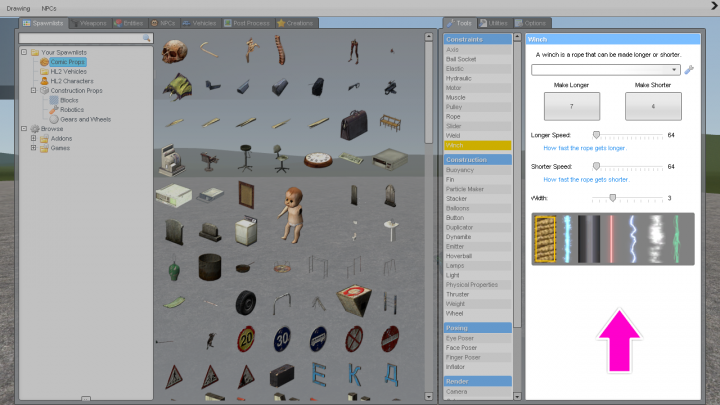 Drawing NPCs
Spawnlists Weapons Entities NPCs Vehicles Post Process Creations
Your Spawnlists
Comic Props
HL2 Vehicles
HL2 Characters
Construction Props
Blocks
Robotics
Gears and Wheels
Browse
Addons
Games
20
30
Е К Д
Tools Utilities Options
Constraints
Axis
Ball Socket
Elastic
Hydraulic
Motor
Muscle
Pulley
Rope
Slider
Weld
Winch
Construction
Buoyancy
Fin
Particle Maker
Stacker
Balloons
Button
Duplicator
Dynamite
Emitter
Hoverball
Lamps
Light
Physical Properties
Thruster
Weight
Wheel
Posing
Eye Poser
Face Poser
Finger Poser
Inflator
Render
Camera
Winch
A winch is a rope that can be made longer or shorter.
Make Longer Make Shorter
7 4
Longer Speed: 64
How fast the rope gets longer.
Shorter Speed: 64
How fast the rope gets shorter.
Width: 3